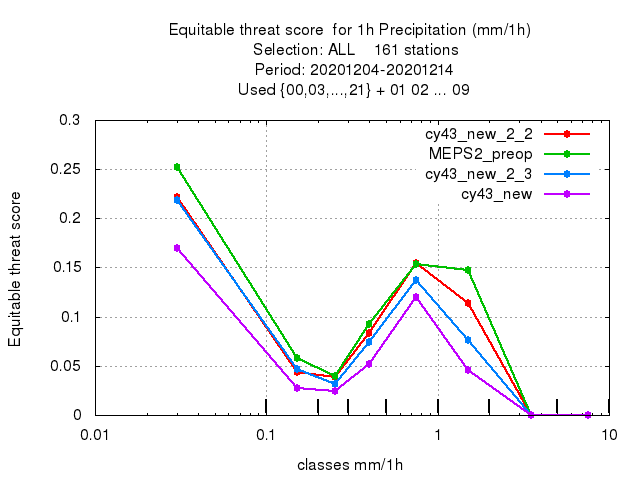 Equitable threat score  for 1h Precipitation (mm/1h)
Selection: ALL    161 stations
Period: 20201204-20201214
Used {00,03,...,21} + 01 02 ... 09
cy43_new_2_2
MEPS2_preop
cy43_new_2_3
cy43_new
Equitable threat score
0.3
0.25
0.2
0.15
0.1
0.05
0
0.01 0.1 1 10
classes mm/1h